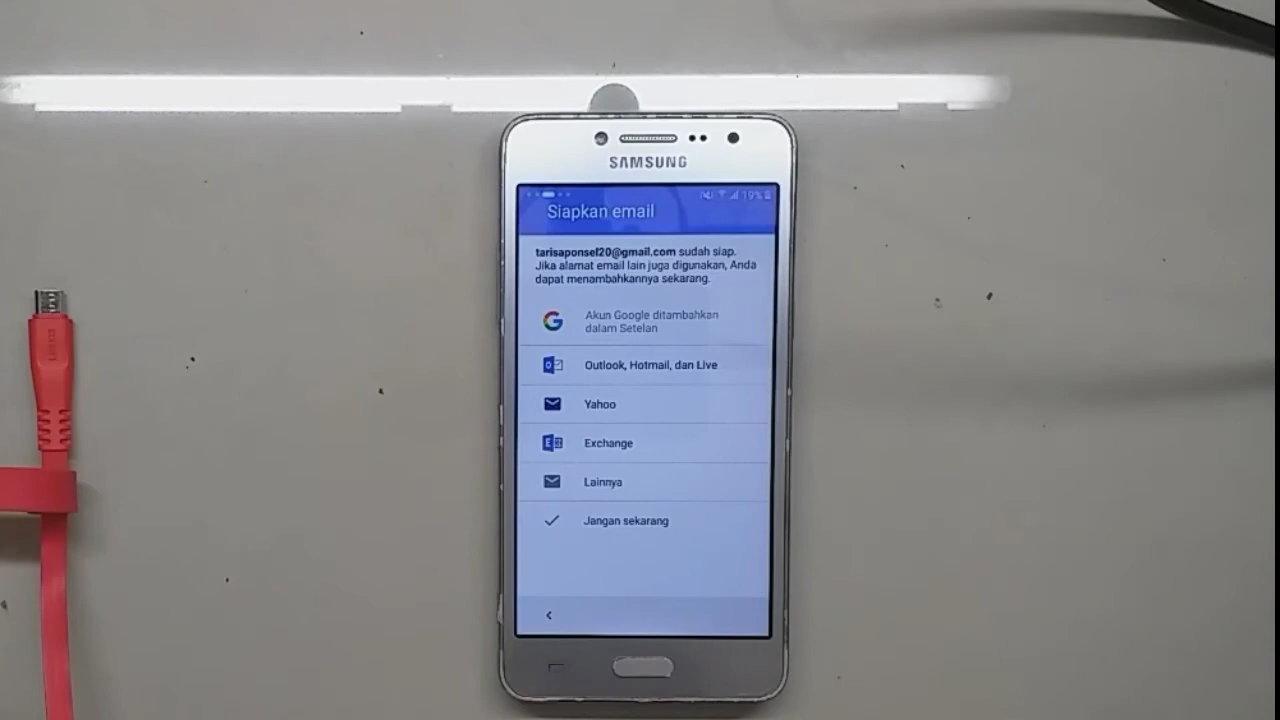 SAMSUNG
19%
Siapkan email
tarisaponsel20@gmail.com sudah siap.
Jika alamat email lain juga digunakan, Anda
dapat menambahkannya sekarang.
Akun Google ditambahkan
dalam Setelan
Outlook, Hotmail, dan Live
Yahoo
Exchange
Lainnya
Jangan sekarang